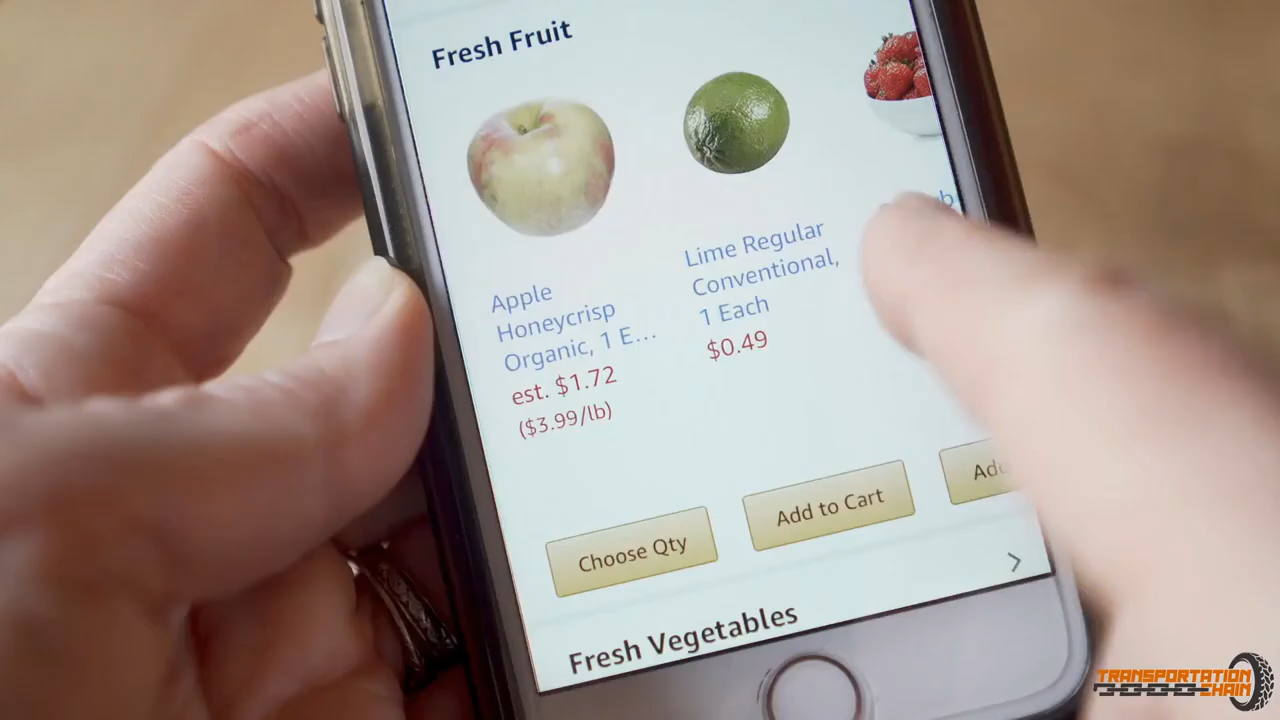 Fresh Fruit
Apple
Honeycrisp
Organic, 1 E...
est. $1.72
($3.99/lb)
Lime Regular
Conventional,
1 Each
$0.49
Choose Qty
Add to Cart
Fresh Vegetables
TRANSPORTATION
CHAIN